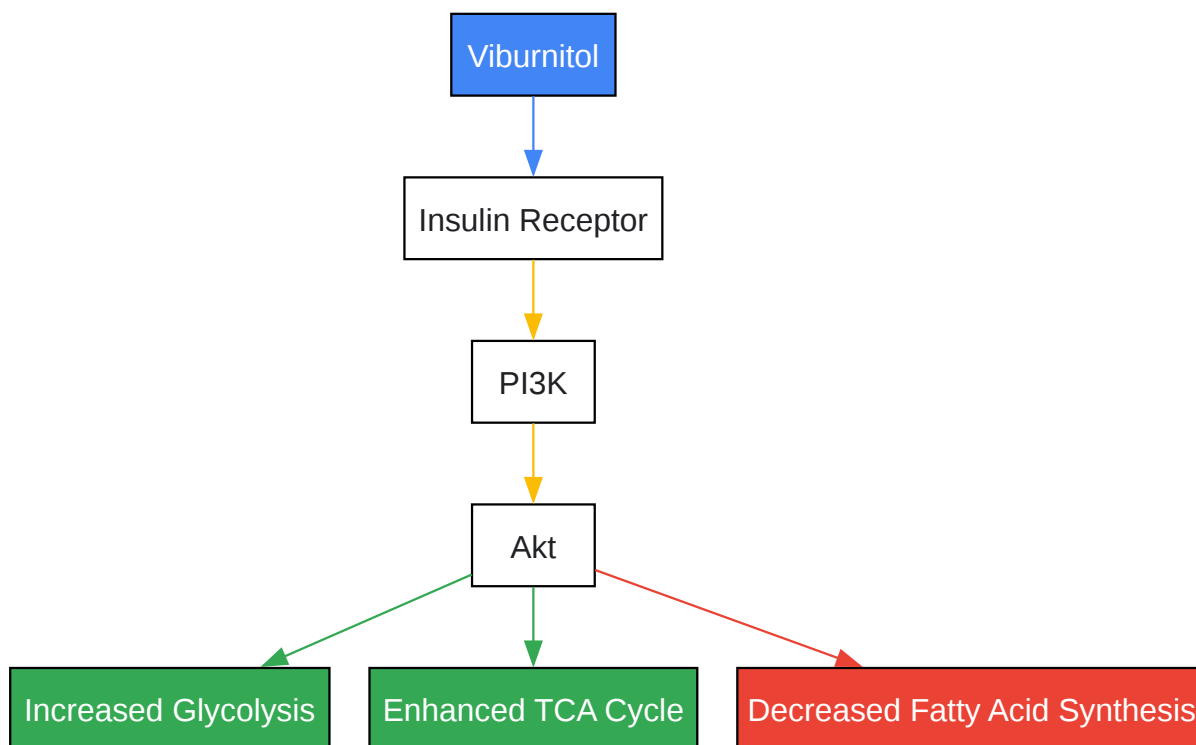 Viburnitol
Insulin Receptor
PI3K
Akt
Increased Glycolysis
Enhanced TCA Cycle
Decreased Fatty Acid Synthesis